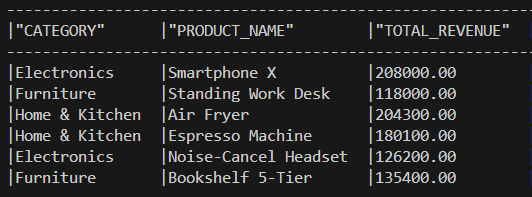 |"CATEGORY" |"PRODUCT_NAME" |"TOTAL_REVENUE" |
|Electronics |Smartphone X |208000.00
|Furniture |Standing Work Desk |118000.00
|Home & Kitchen |Air Fryer |204300.00
|Home & Kitchen |Espresso Machine |180100.00
|Electronics |Noise-Cancel Headset |126200.00
|Furniture |Bookshelf 5-Tier |135400.00